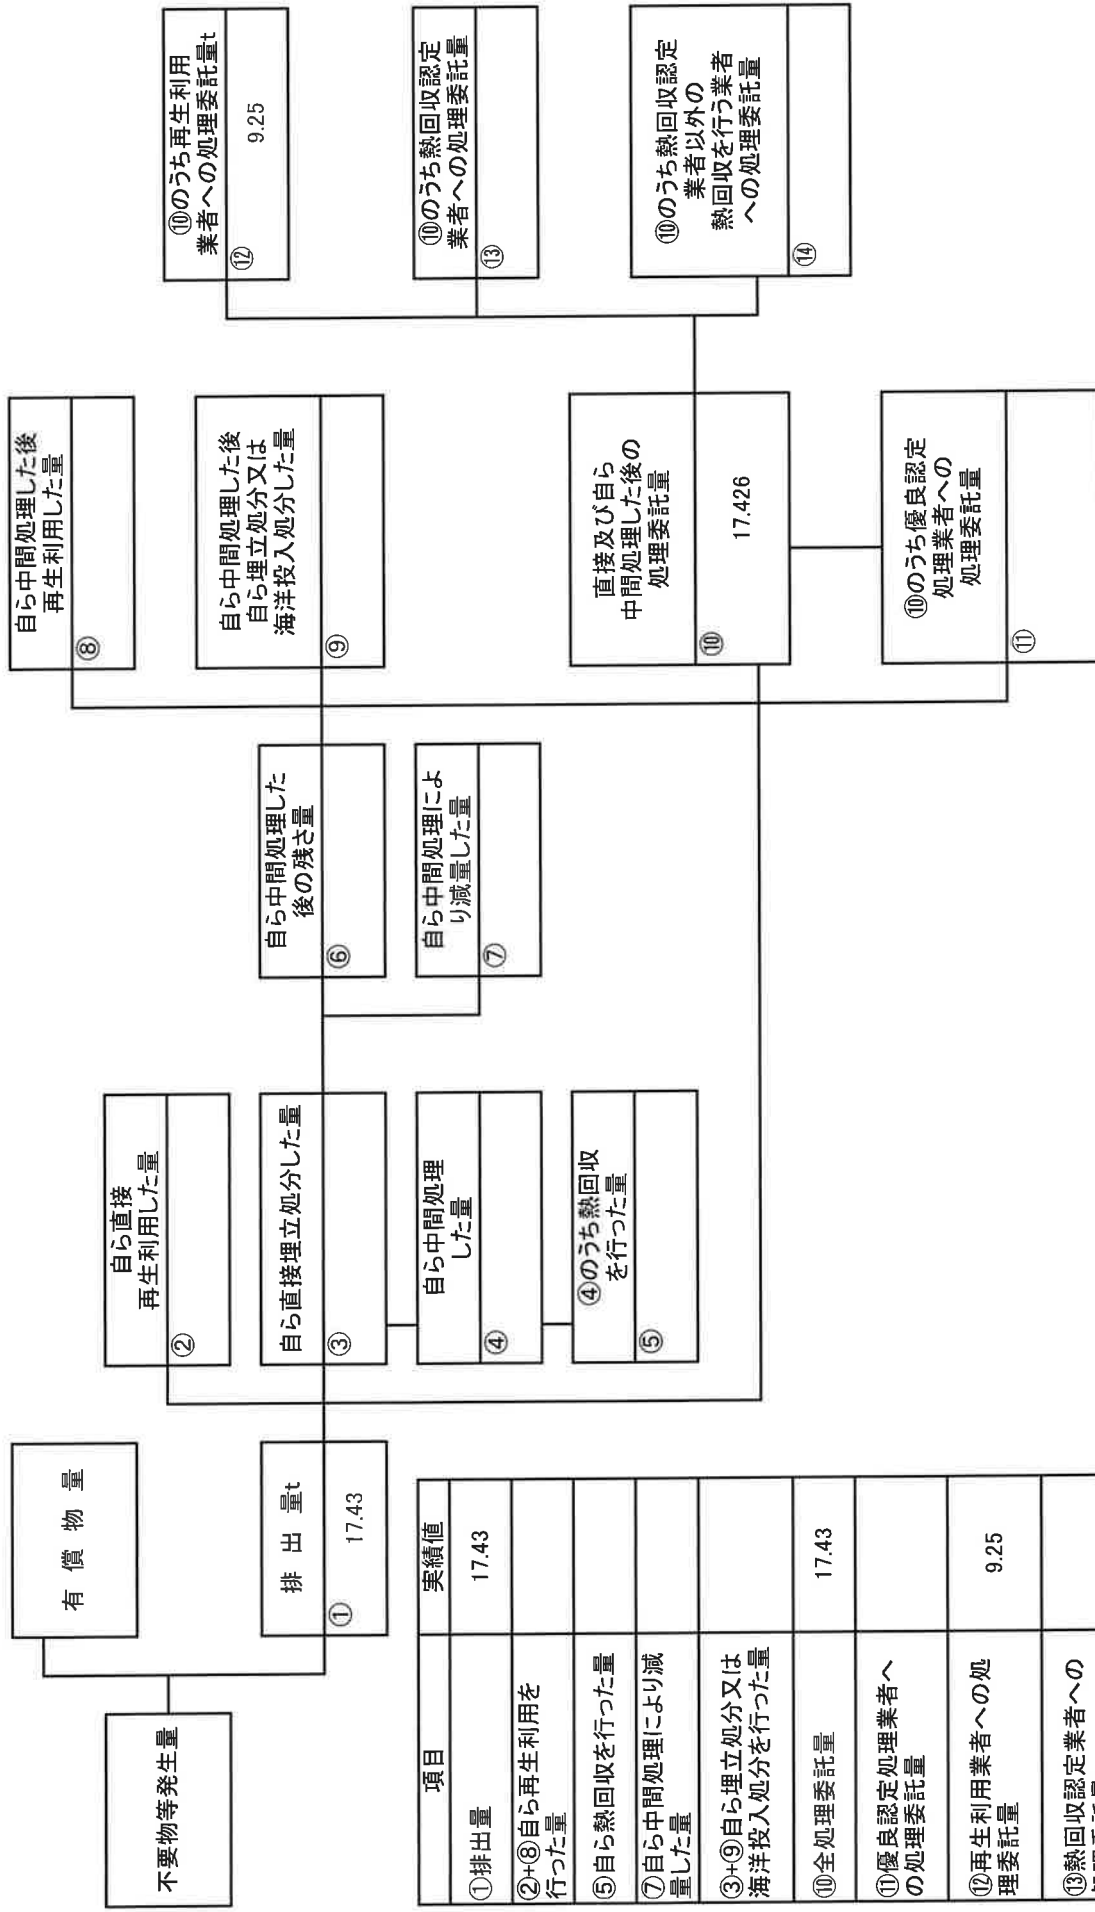 不要物等発生量
有 償 物 量
排 出 量t
①
17.43
自ら直接
再生利用した量
②
自ら直接埋立処分した量
③
自ら中間処理
した量
④
④のうち熱回収
を行った量
⑤
自ら中間処理した
後の残さ量
⑥
自ら中間処理によ
り減量した量
⑦
自ら中間処理した後
再生利用した量
⑧
自ら中間処理した後
自ら埋立処分又は
海洋投入処分した量
⑨
直接及び自ら
中間処理した後の
処理委託量
⑩
17.426
⑩のうち優良認定
処理業者への
処理委託量
⑪
⑩のうち再生利用
業者への処理委託量t
⑫
9.25
⑩のうち熱回収認定
業者への処理委託量
⑬
⑩のうち熱回収認定
業者以外の
熱回収を行う業者
への処理委託量
⑭
項目 実績値
①排出量 17.43
②+⑧自ら再生利用を
行った量
⑤自ら熱回収を行った量
⑦自ら中間処理により減
量した量
③+⑨自ら埋立処分又は
海洋投入処分を行った量
⑩全処理委託量 17.43
⑪優良認定処理業者へ
の処理委託量
⑫再生利用業者への処
理委託量 9.25
⑬熱回収認定業者への